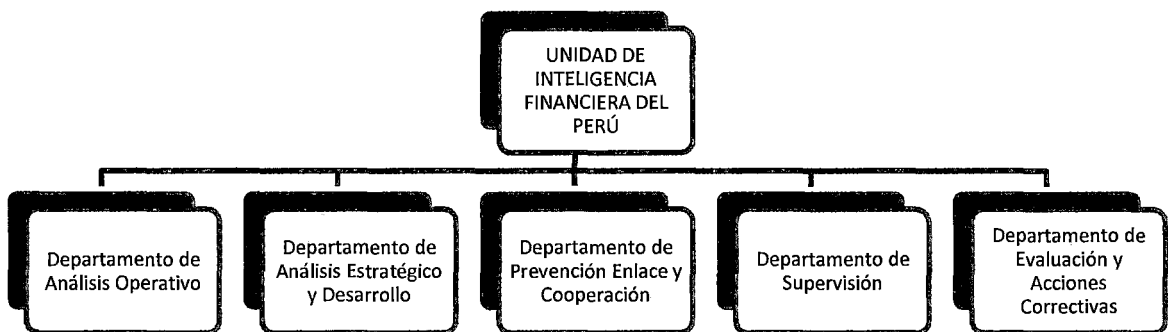 UNIDAD DE
INTELIGENCIA
FINANCIERA DEL
PERÚ
Departamento de
Análisis Operativo
Departamento de
Análisis Estratégico
y Desarrollo
Departamento de
Prevención Enlace y
Cooperación
Departamento de
Supervisión
Departamento de
Evaluación y
Acciones
Correctivas